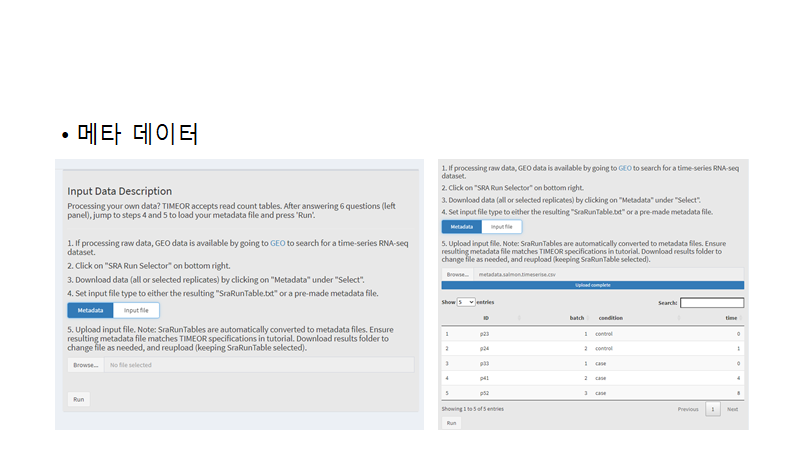 • 메타 데이터
Input Data Description
Processing your own data? TIMEOR accepts read count tables. After answering 6 questions (left
panel), jump to steps 4 and 5 to load your metadata file and press 'Run'.
1. If processing raw data, GEO data is available by going to GEO to search for a time-series RNA-seq
dataset.
2. Click on "SRA Run Selector" on bottom right.
3. Download data (all or selected replicates) by clicking on "Metadata" under "Select".
4. Set input file type to either the resulting "SraRunTable.txt" or a pre-made metadata file.
Metadata Input file
5. Upload input file. Note: SraRunTables are automatically converted to metadata files. Ensure
resulting metadata file matches TIMEOR specifications in tutorial. Download results folder to
change file as needed, and reupload (keeping SraRunTable selected).
Browse... No file selected
Run
1. If processing raw data, GEO data is available by going to GEO to search for a time-series RNA-seq
dataset.
2. Click on "SRA Run Selector" on bottom right.
3. Download data (all or selected replicates) by clicking on "Metadata" under "Select".
4. Set input file type to either the resulting "SraRunTable.txt" or a pre-made metadata file.
Metadata Input file
5. Upload input file. Note: SraRunTables are automatically converted to metadata files. Ensure
resulting metadata file matches TIMEOR specifications in tutorial. Download results folder to
change file as needed, and reupload (keeping SraRunTable selected).
Browse... metadata.salmon.timeserise.csv
Upload complete
Show 5 entries Search:
ID batch condition time
1 p23 1 control 0
2 p24 2 control 1
3 p33 1 case 0
4 p41 2 case 4
5 p52 3 case 8
Showing 1 to 5 of 5 entries Previous 1 Next
Run